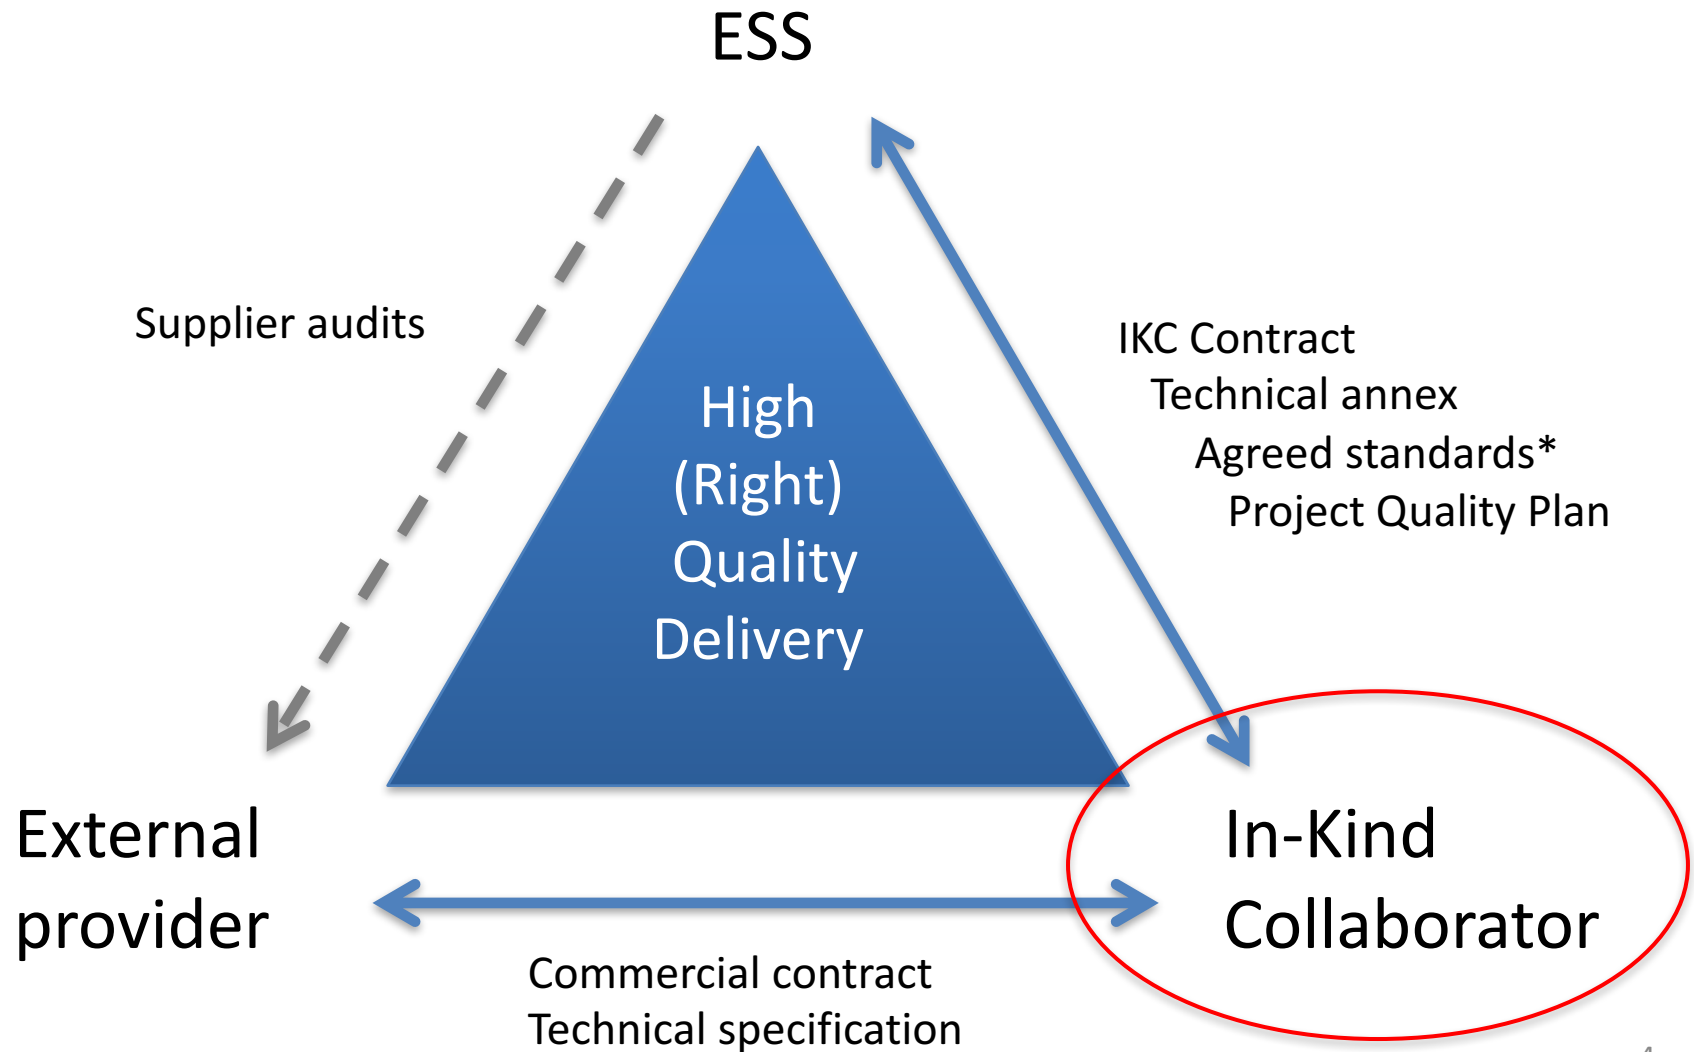 ESS
Supplier audits
IKC Contract
Technical annex
Agreed standards*
Project Quality Plan
High
(Right)
Quality
Delivery
External
provider
In-Kind
Collaborator
Commercial contract
Technical specification